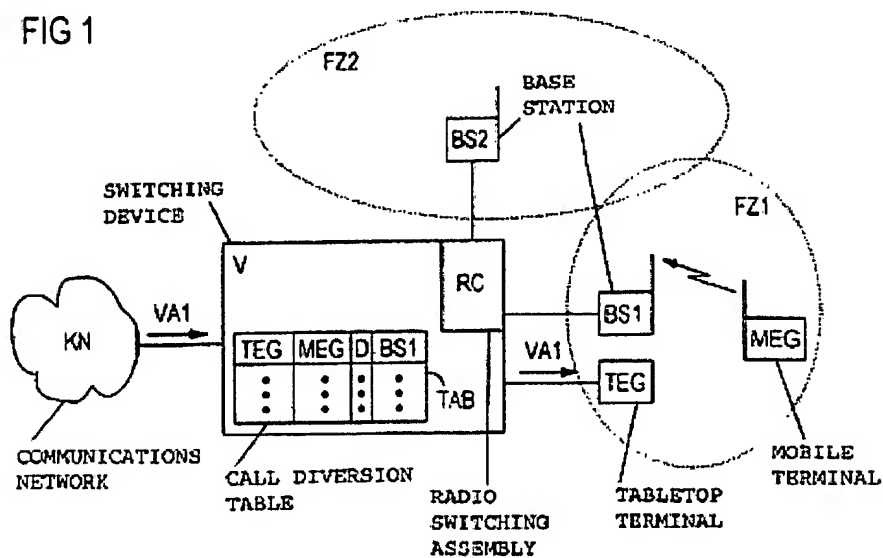 FIG 1
FZ2
BASE
STATION
BS2
SWITCHING
DEVICE
FZ1
V
RC
KN
VA1
BS1
MEG
TEG MEG D BS1
VA1
TEG
TAB
COMMUNICATIONS
NETWORK
CALL DIVERSION
TABLE
RADIO
SWITCHING
ASSEMBLY
TABLETOP
TERMINAL
MOBILE
TERMINAL